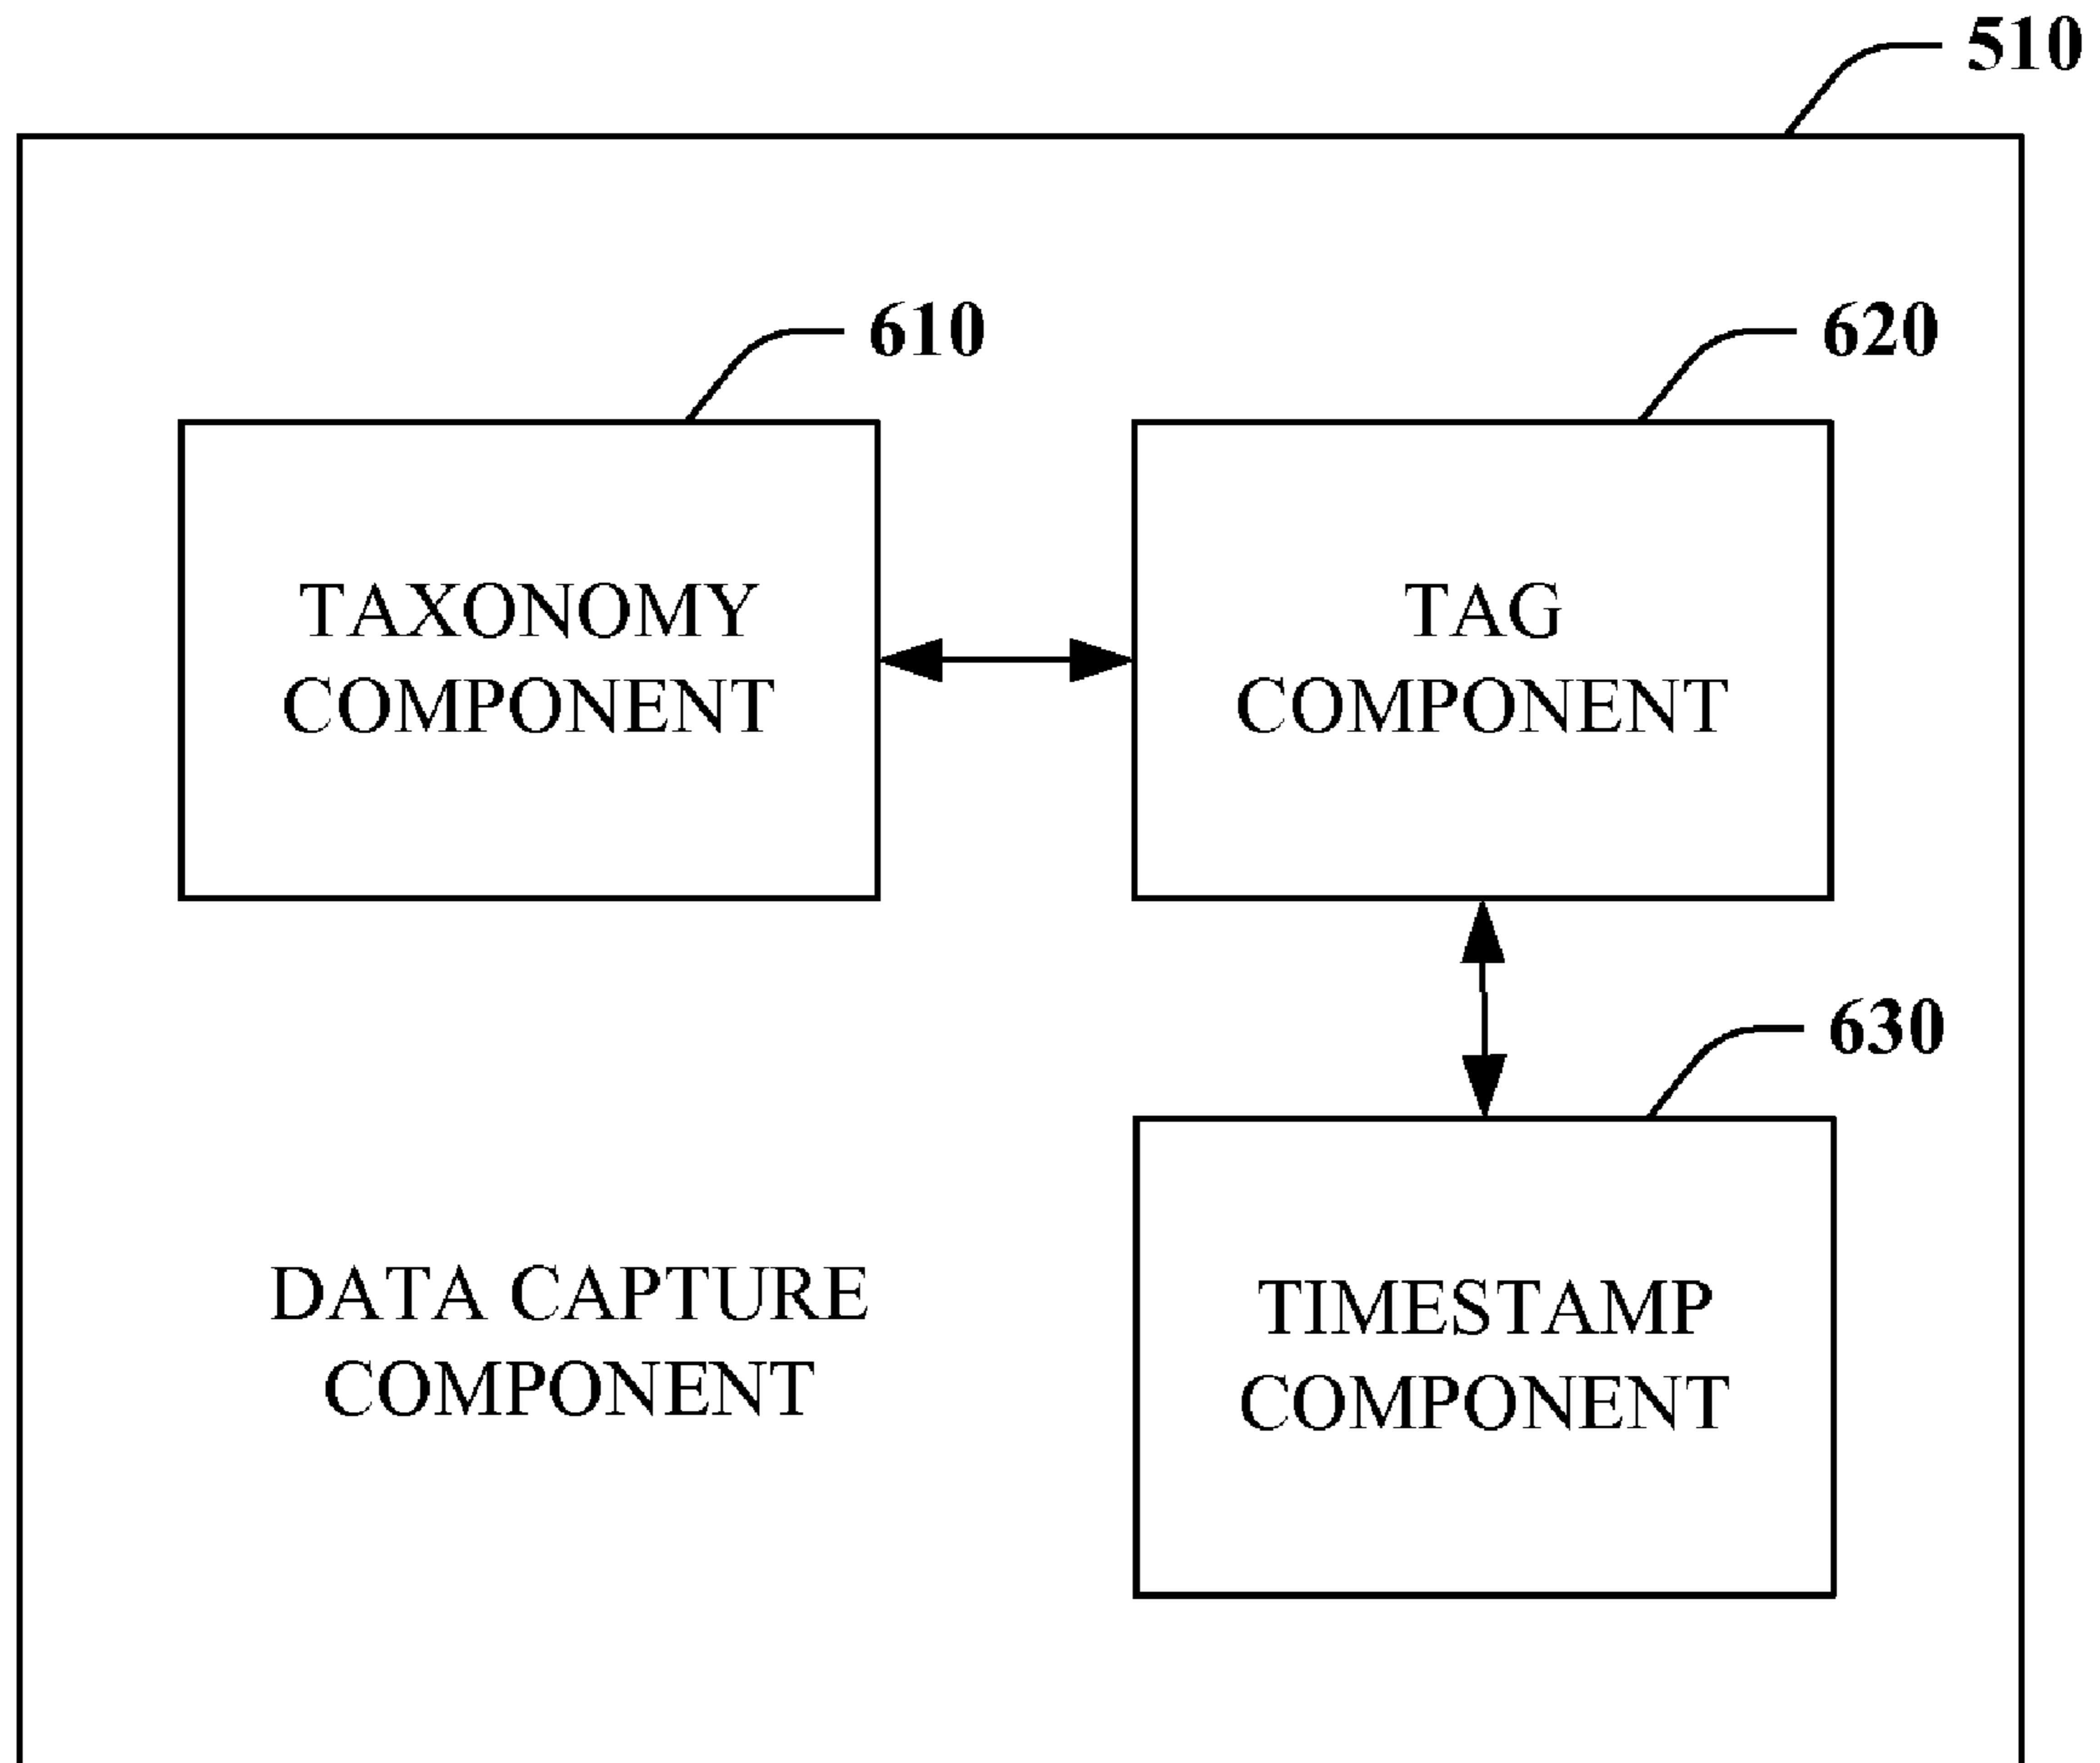 510
610
620
TAXONOMY
COMPONENT
TAG
COMPONENT
630
DATA CAPTURE
COMPONENT
TIMESTAMP
COMPONENT